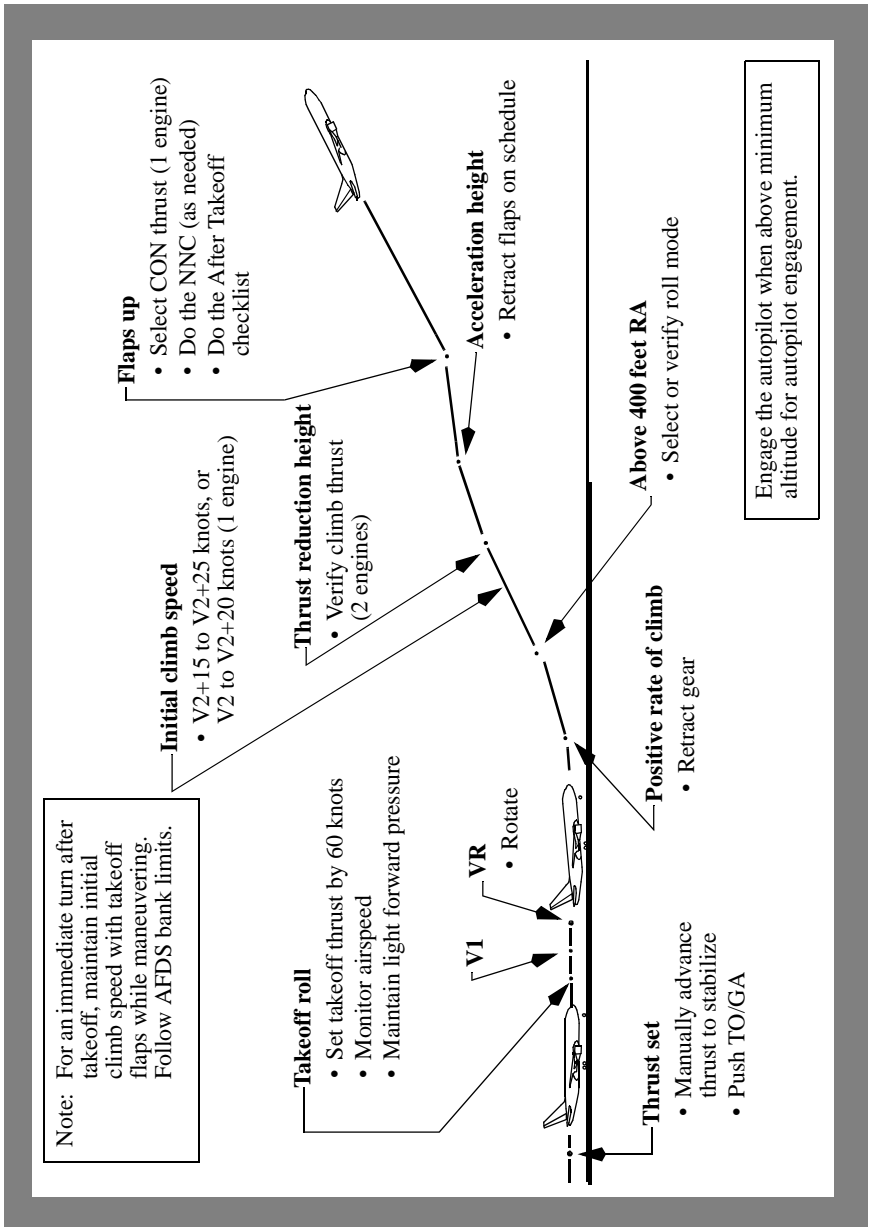 Note: For an immediate turn after
takeoff, maintain initial
climb speed with takeoff
flaps while maneuvering.
Follow AFDS bank limits.
Initial climb speed
• V2+15 to V2+25 knots, or
V2 to V2+20 knots (1 engine)
Flaps up
• Select CON thrust (1 engine)
• Do the NNC (as needed)
• Do the After Takeoff
checklist
Takeoff roll
• Set takeoff thrust by 60 knots
• Monitor airspeed
• Maintain light forward pressure
Thrust reduction height
• Verify climb thrust
(2 engines)
V1
VR
• Rotate
Acceleration height
• Retract flaps on schedule
Thrust set
• Manually advance
thrust to stabilize
• Push TO/GA
Positive rate of climb
• Retract gear
Above 400 feet RA
• Select or verify roll mode
Engage the autopilot when above minimum
altitude for autopilot engagement.